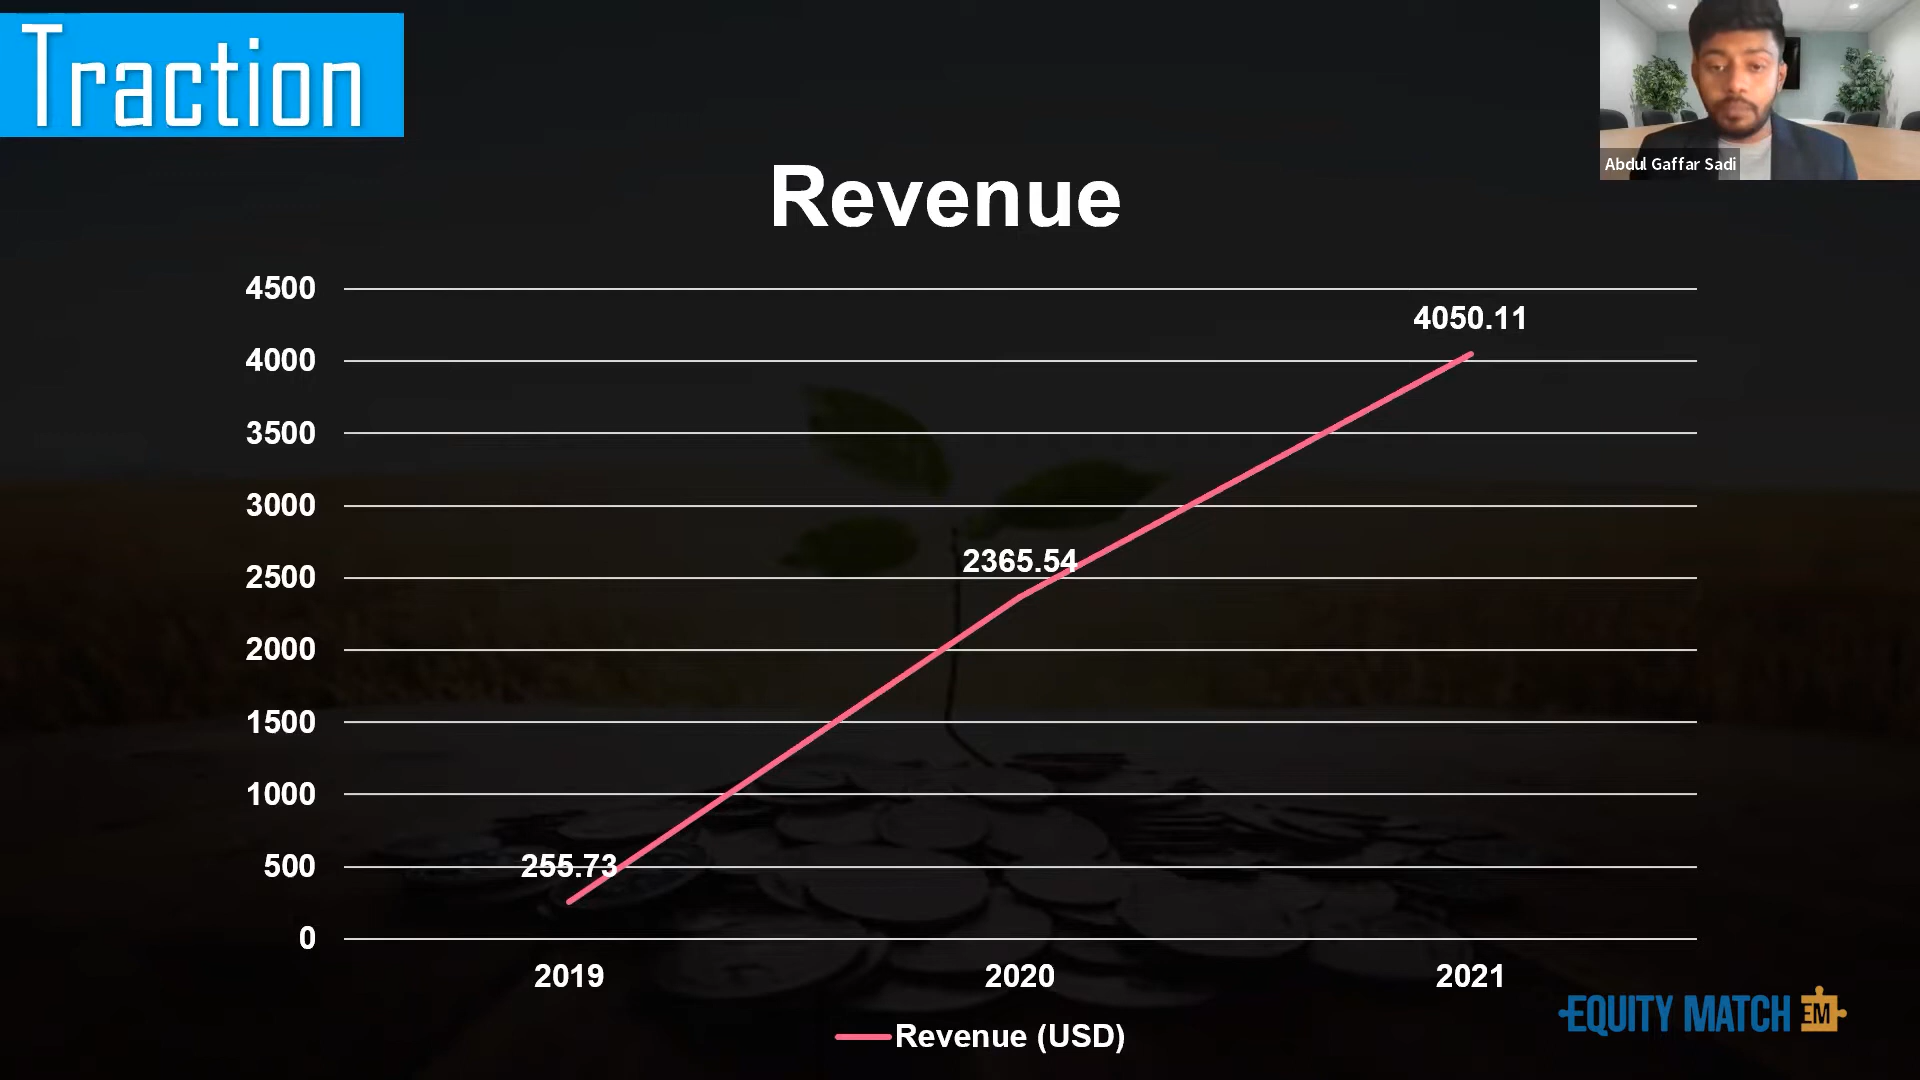 Traction
Abdul Gaffar Sadi
Revenue
4500
4000
3500
3000
2500
2000
1500
1000
500
0
4050.11
2365.54
255.73
2019 2020 2021
Revenue (USD)
EQUITY MATCH EM